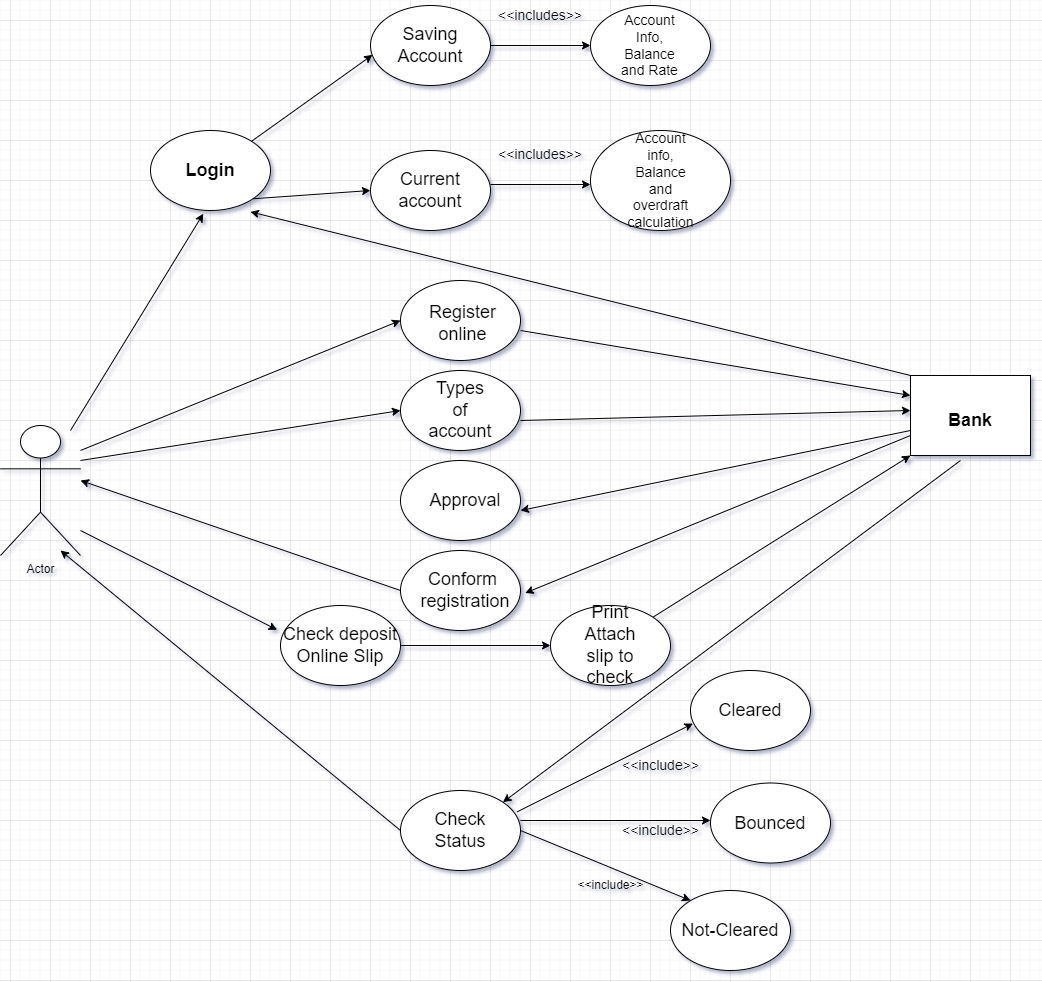 <<includes>>
Saving
Account
Account
Info,
Balance
and Rate
Login
<<includes>>
Current
account
Account
info,
Balance
and
overdraft
calculation
Register
online
Types
of
account
Bank
Approval
Actor
Conform
registration
Check deposit
Online Slip
Print
Attach
slip to
check
Cleared
<<include>>
Check
Status
<<include>>
Bounced
<<include>>
Not-Cleared